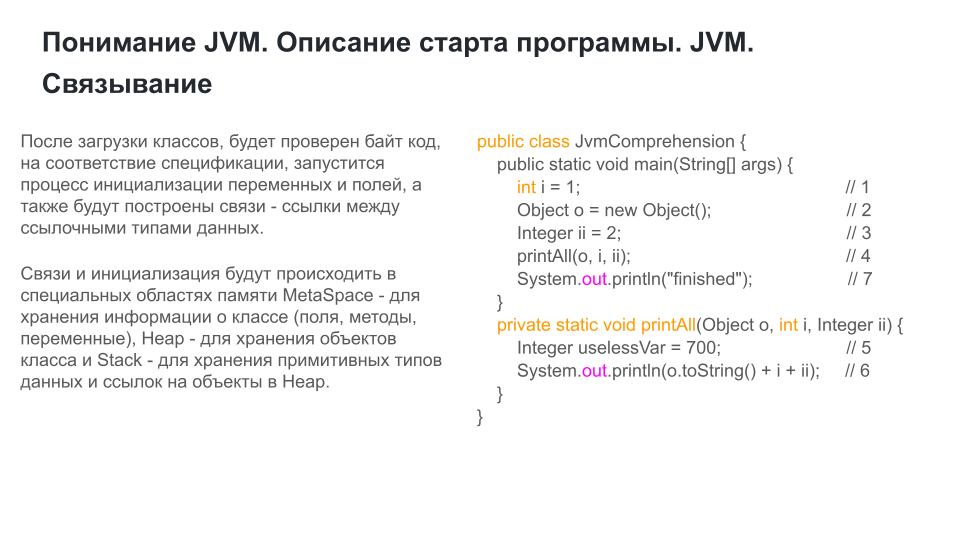 Понимание JVM. Описание старта программы. JVM.
Связывание
После загрузки классов, будет проверен байт код,
на соответствие спецификации, запустится
процесс инициализации переменных и полей, а
также будут построены связи - ссылки между
ссылочными типами данных.
Связи и инициализация будут происходить в
специальных областях памяти MetaSpace - для
хранения информации о классе (поля, методы,
переменные), Heap - для хранения объектов
класса и Stack - для хранения примитивных типов
данных и ссылок на объекты в Heap.
public class JvmComprehension {
public static void main(String[] args) {
int i = 1; // 1
Object o = new Object(); // 2
Integer ii = 2; // 3
printAll(o, i, ii); // 4
System.out.println("finished"); // 7
}
private static void printAll(Object o, int i, Integer ii) {
Integer uselessVar = 700; // 5
System.out.println(o.toString() + i + ii); // 6
}
}